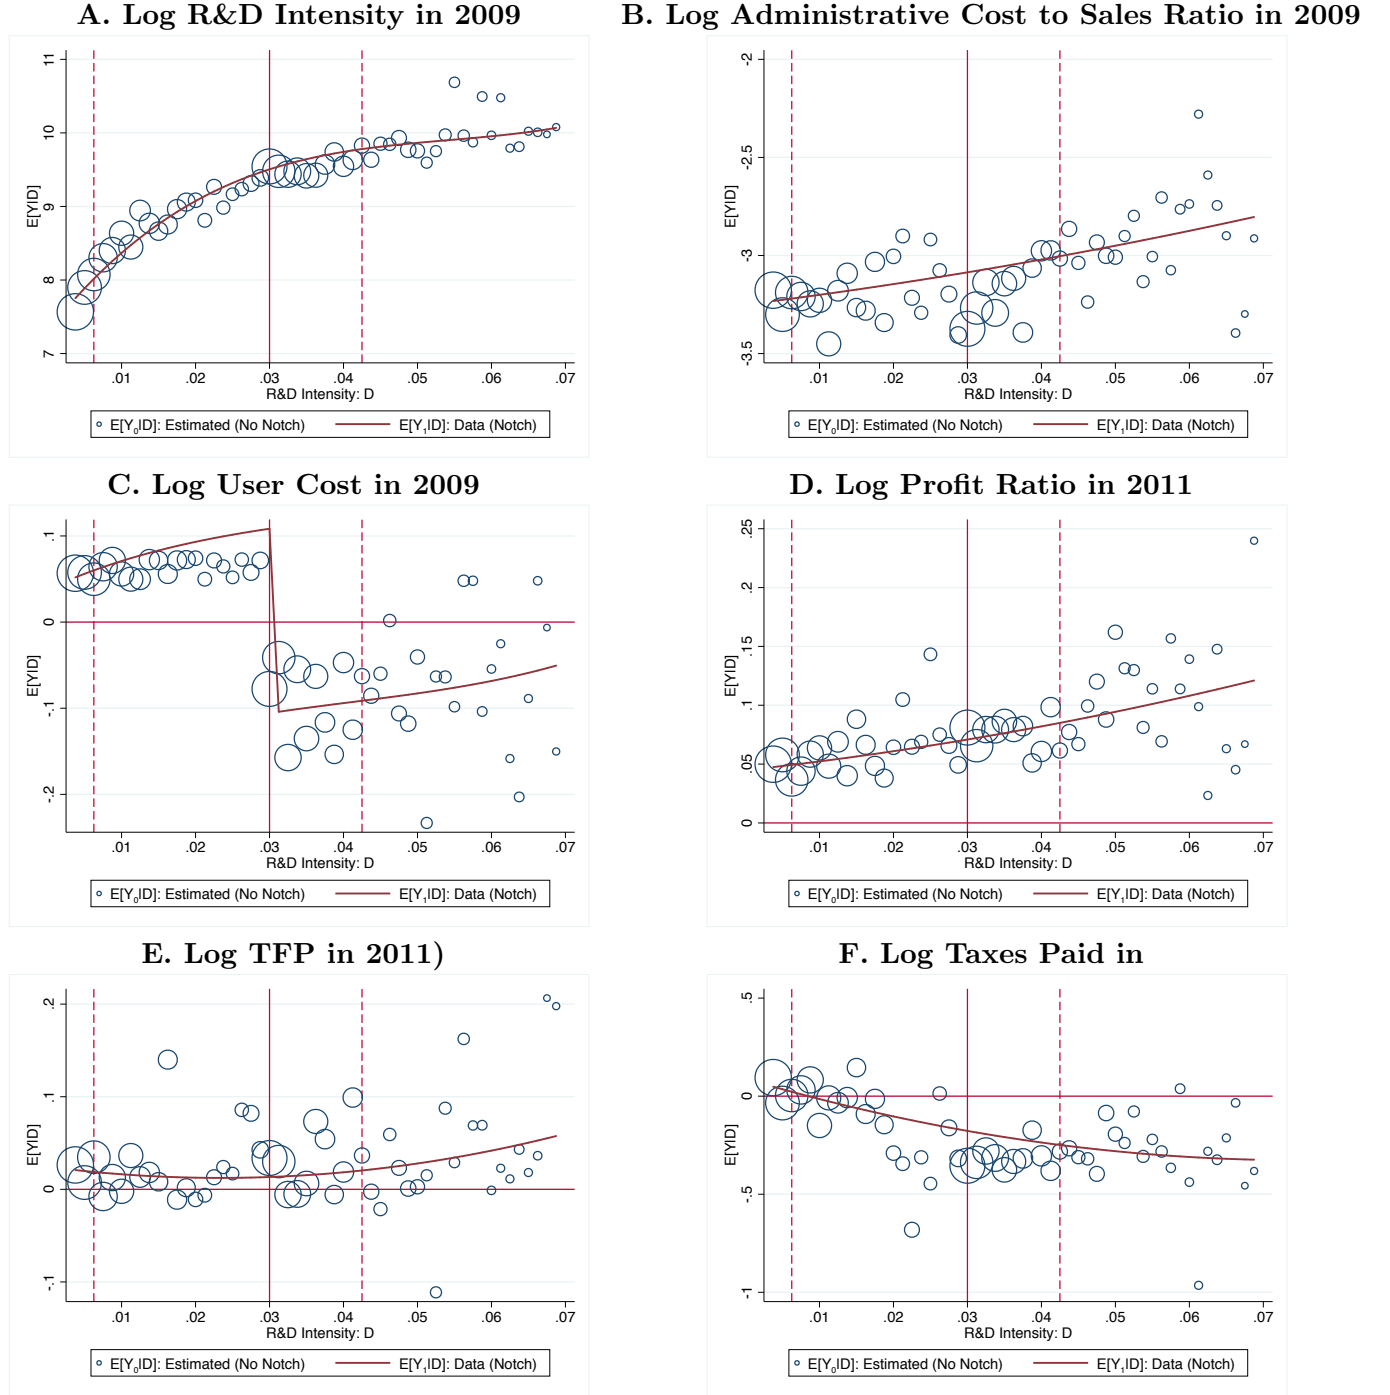 A. Log R&D Intensity in 2009
B. Log Administrative Cost to Sales Ratio in 2009
11
10
9
8
7
E[Y|D]
.01 .02 .03 .04 .05 .06 .07
R&D Intensity: D
E[Y₀|D]: Estimated (No Notch) E[Y₁|D]: Data (Notch)
-2
-2.5
-3
-3.5
E[Y|D]
.01 .02 .03 .04 .05 .06 .07
R&D Intensity: D
E[Y₀|D]: Estimated (No Notch) E[Y₁|D]: Data (Notch)
C. Log User Cost in 2009
D. Log Profit Ratio in 2011
.1
0
-.1
-.2
E[Y|D]
.01 .02 .03 .04 .05 .06 .07
R&D Intensity: D
E[Y₀|D]: Estimated (No Notch) E[Y₁|D]: Data (Notch)
.25
.2
.15
.1
.05
0
E[Y|D]
.01 .02 .03 .04 .05 .06 .07
R&D Intensity: D
E[Y₀|D]: Estimated (No Notch) E[Y₁|D]: Data (Notch)
E. Log TFP in 2011)
F. Log Taxes Paid in
.2
.1
0
-.1
E[Y|D]
.01 .02 .03 .04 .05 .06 .07
R&D Intensity: D
E[Y₀|D]: Estimated (No Notch) E[Y₁|D]: Data (Notch)
.5
0
-.5
-1
E[Y|D]
.01 .02 .03 .04 .05 .06 .07
R&D Intensity: D
E[Y₀|D]: Estimated (No Notch) E[Y₁|D]: Data (Notch)